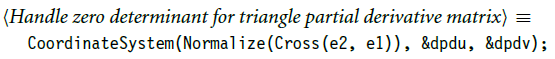 ⟨Handle zero determinant for triangle partial derivative matrix⟩ ≡
CoordinateSystem(Normalize(Cross(e2, e1)), &dpdu, &dpdv);